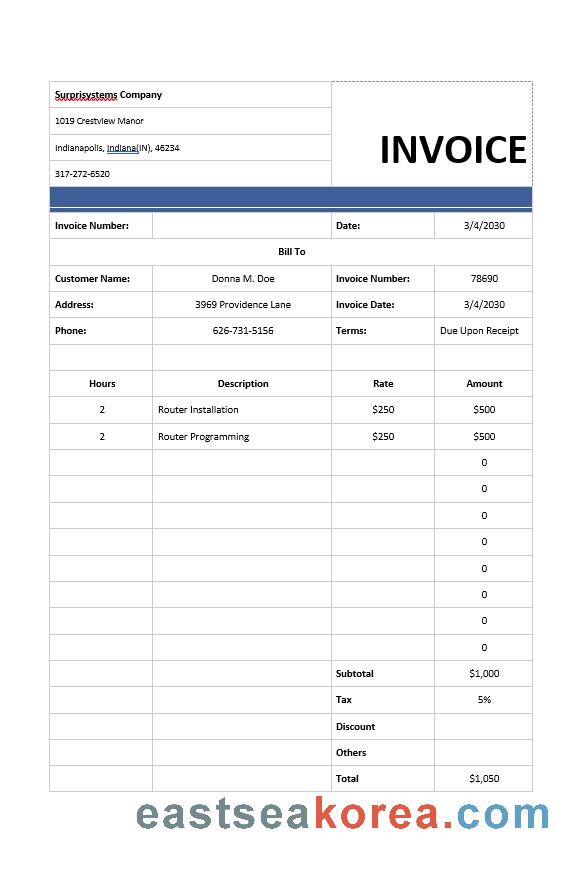 Surprisystems Company
1019 Crestview Manor
Indianapolis, Indiana(IN), 46234
317-272-6520
INVOICE
Invoice Number: Date: 3/4/2030
Bill To
Customer Name: Donna M. Doe Invoice Number: 78690
Address: 3969 Providence Lane Invoice Date: 3/4/2030
Phone: 626-731-5156 Terms: Due Upon Receipt
Hours Description Rate Amount
2 Router Installation $250 $500
2 Router Programming $250 $500
0
0
0
0
0
0
0
0
Subtotal $1,000
Tax 5%
Discount
Others
Total $1,050
eastseakorea.com